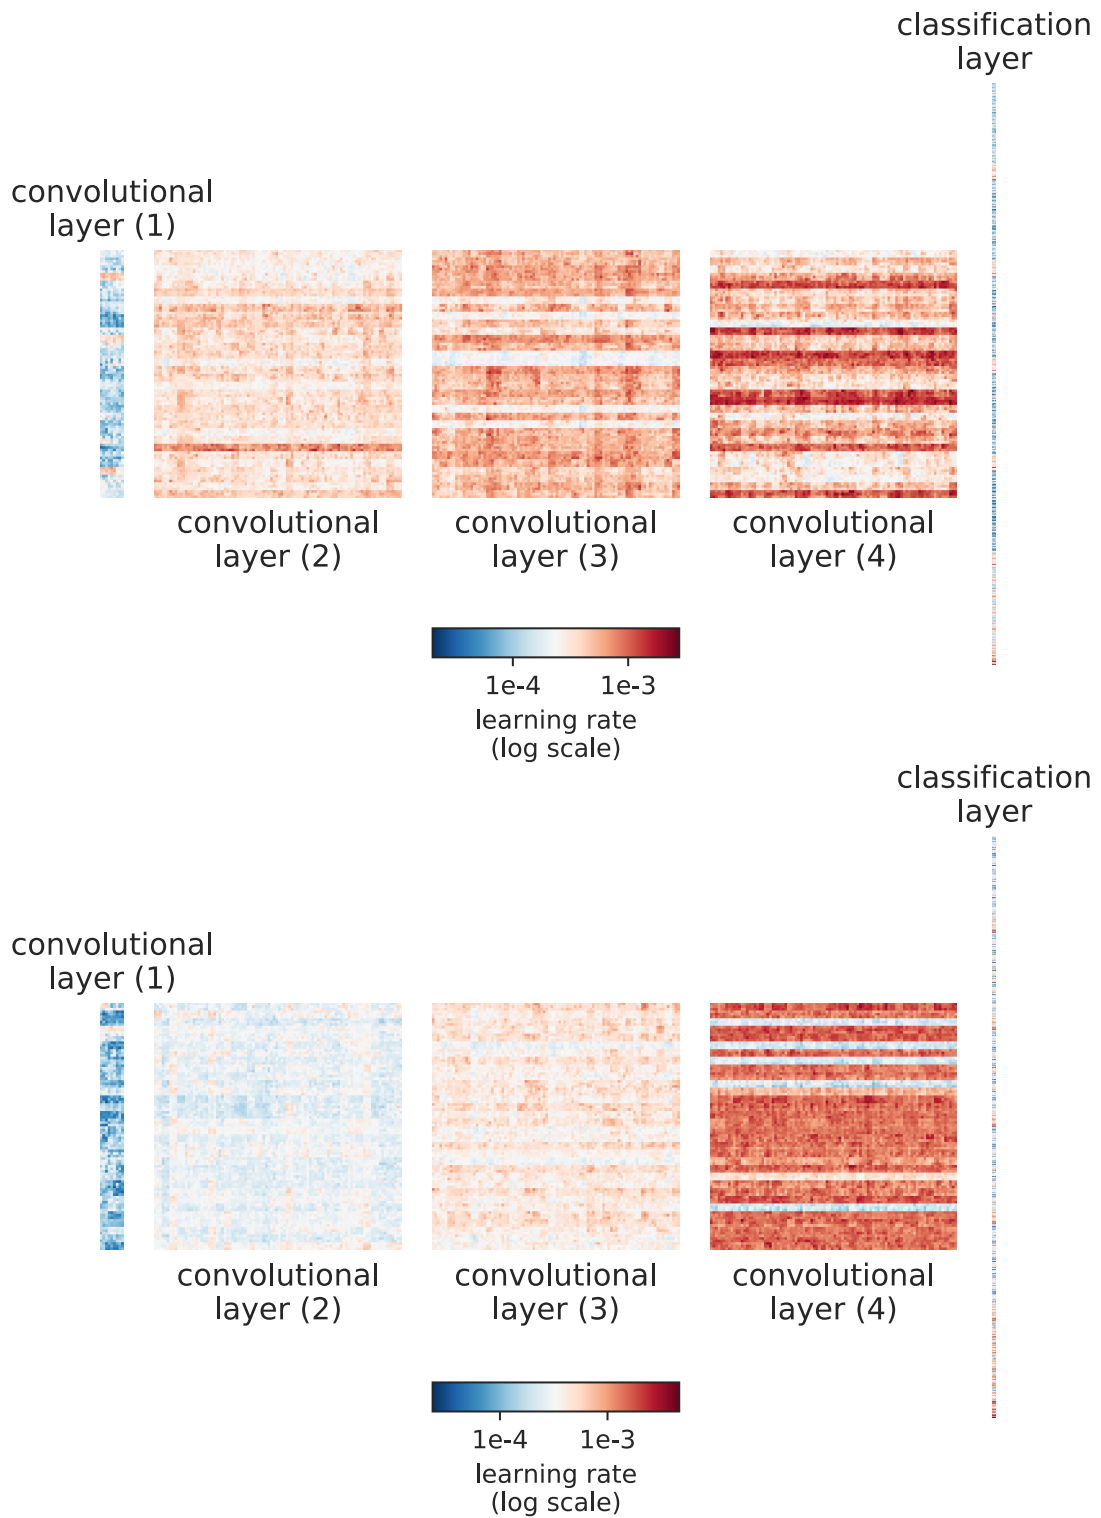 classification
layer
convolutional
layer (1)
convolutional
layer (2)
convolutional
layer (3)
convolutional
layer (4)
1e-4
1e-3
learning rate
(log scale)
classification
layer
convolutional
layer (1)
convolutional
layer (2)
convolutional
layer (3)
convolutional
layer (4)
1e-4
1e-3
learning rate
(log scale)